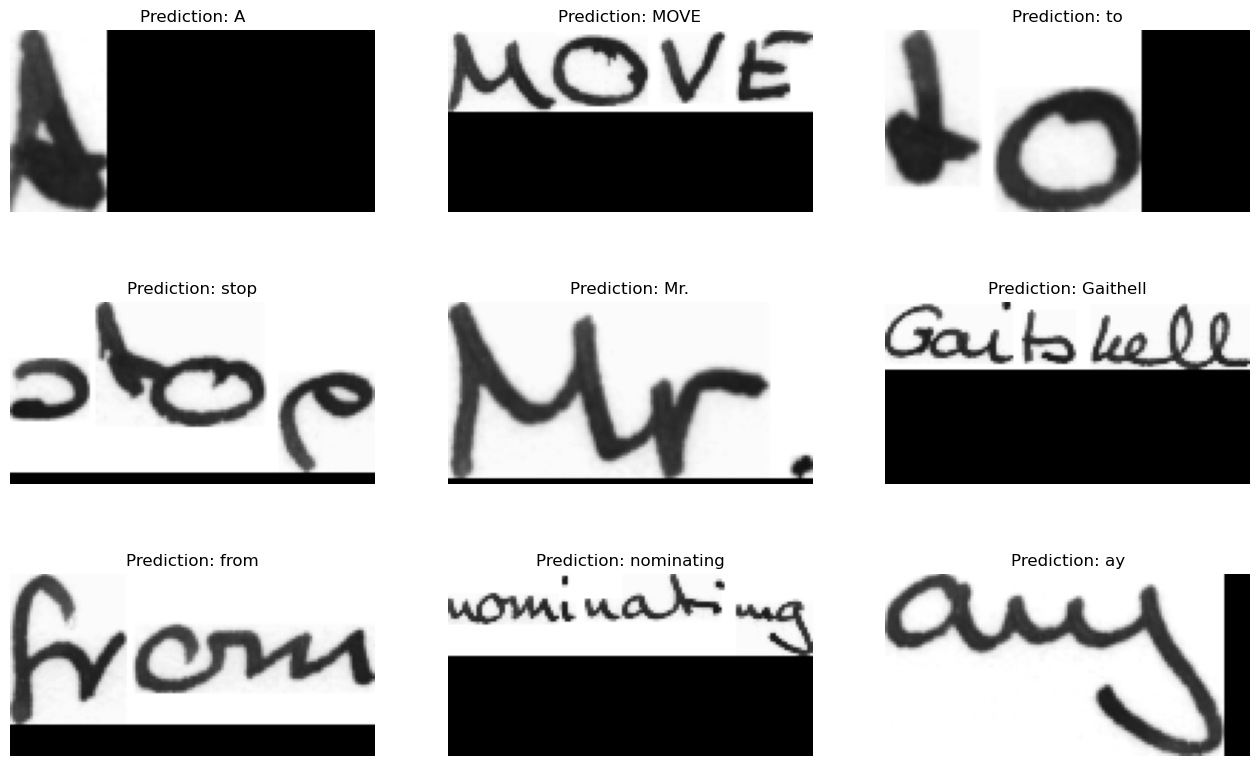 Prediction: A
Prediction: MOVE
Prediction: to
A
MOVE
to
Prediction: stop
Prediction: Mr.
Prediction: Gaithell
stop
Mr.
Gaitskell
Prediction: from
Prediction: nominating
Prediction: ay
from
nominating
any